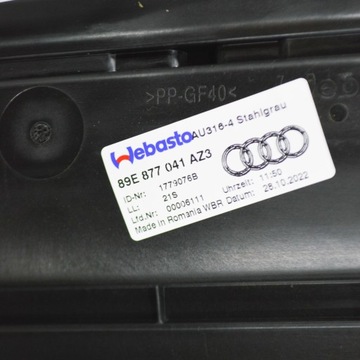 >PP-GF40<
Webasto AU316-4 Stahlgrau
89E 877 041 AZ3
ID-Nr: 1779076B
LL: 21S Uhrzeit: 11:50
Lfd.Nr: 00006111 Datum: 28.10.2022
Made in Romania WBR